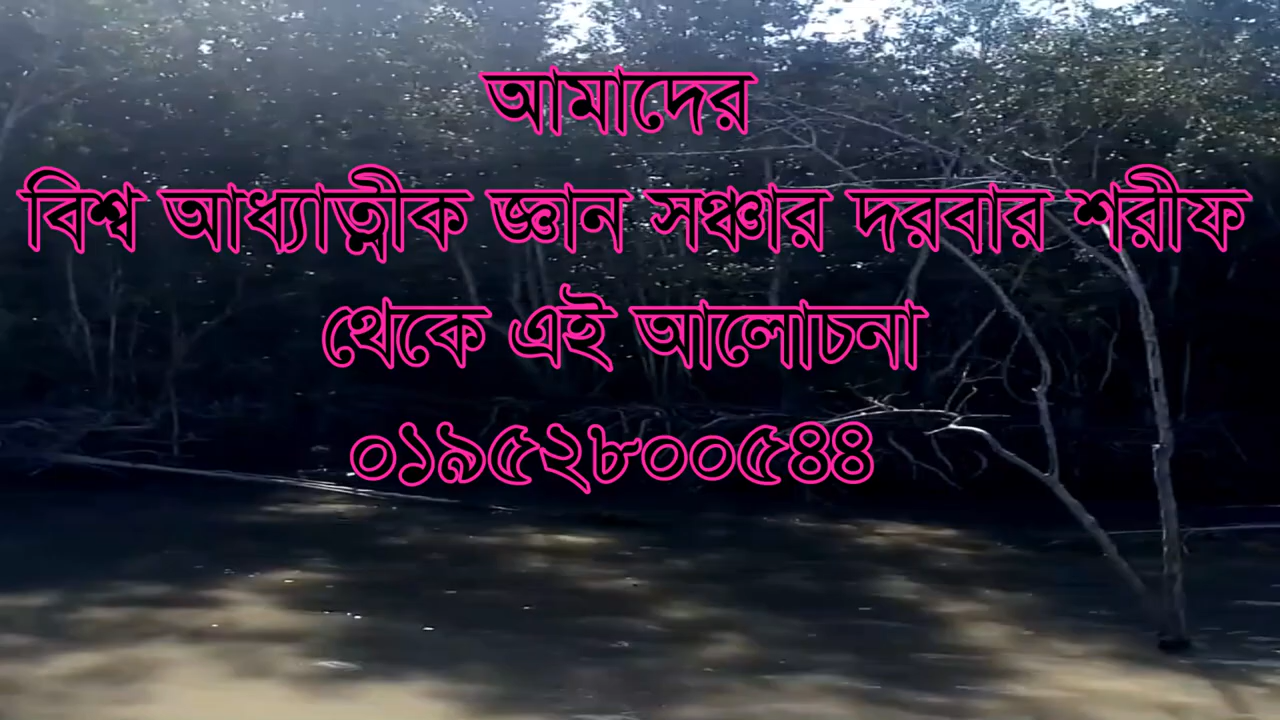 আমাদের
বিশ্ব আধ্যাত্নীক জ্ঞান সঞ্চার দরবার শরীফ
থেকে এই আলোচনা
০১৯৫২৮০০৫৪৪